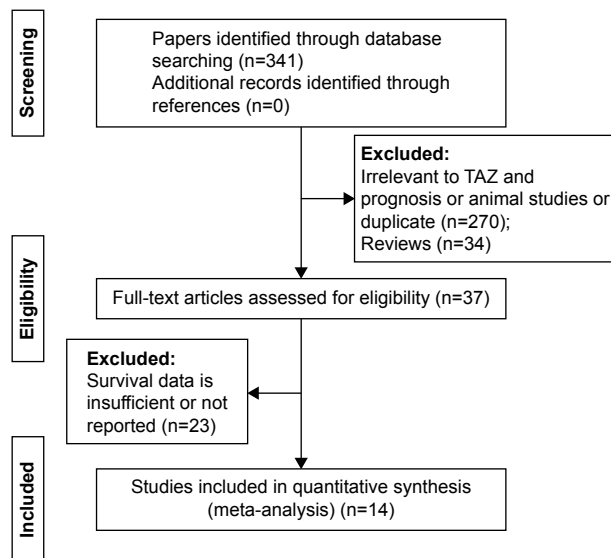 Screening
Papers identified through database
searching (n=341)
Additional records identified through
references (n=0)
Excluded:
Irrelevant to TAZ and
prognosis or animal studies or
duplicate (n=270);
Reviews (n=34)
Eligibility
Full-text articles assessed for eligibility (n=37)
Excluded:
Survival data is
insufficient or not
reported (n=23)
Included
Studies included in quantitative synthesis
(meta-analysis) (n=14)